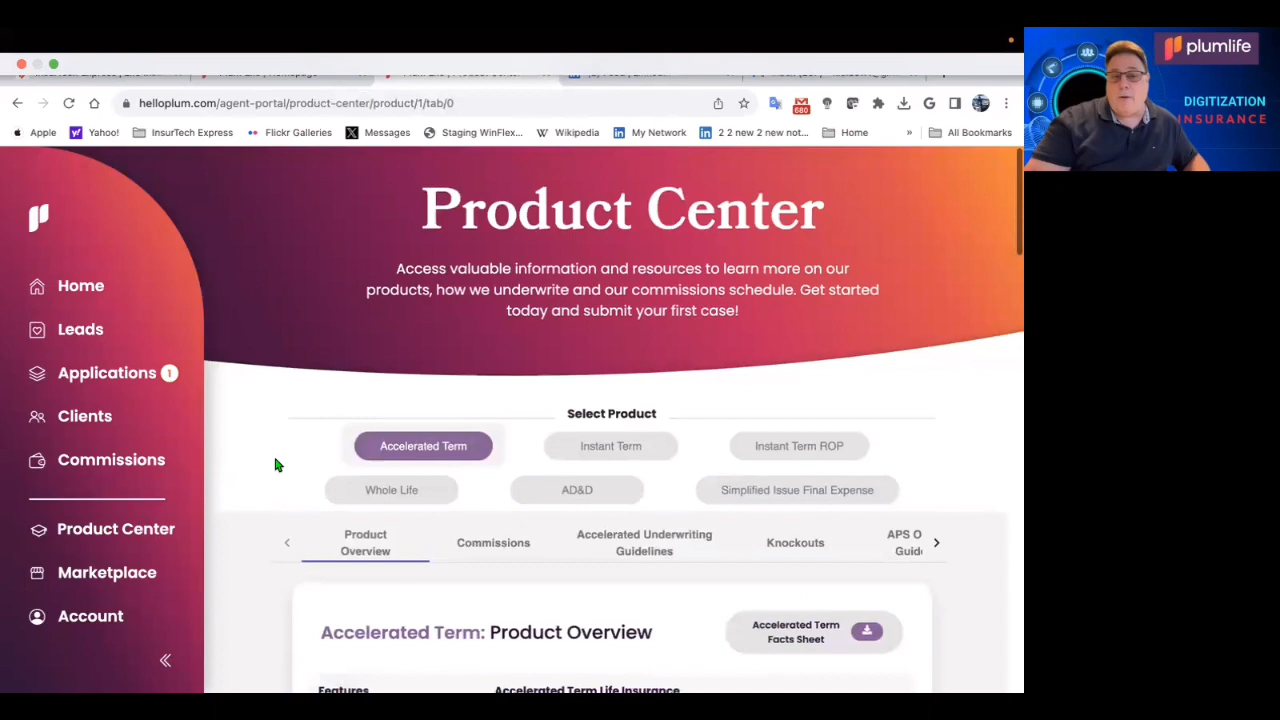 helloplum.com/agent-portal/product-center/product/1/tab/0
680
Apple
Yahoo!
InsurTech Express
Flickr Galleries
Messages
Staging WinFlex...
Wikipedia
My Network
2 2 new 2 new not...
Home
»
All Bookmarks
plumlife
DIGITIZATION
INSURANCE
Home
Leads
Applications 1
Clients
Commissions
Product Center
Marketplace
Account
Product Center
Access valuable information and resources to learn more on our
products, how we underwrite and our commissions schedule. Get started
today and submit your first case!
Select Product
Accelerated Term
Instant Term
Instant Term ROP
Whole Life
AD&D
Simplified Issue Final Expense
Product
Overview
Commissions
Accelerated Underwriting
Guidelines
Knockouts
APS O
Guid
Accelerated Term: Product Overview
Accelerated Term
Facts Sheet
Features
Accelerated Term Life Insurance